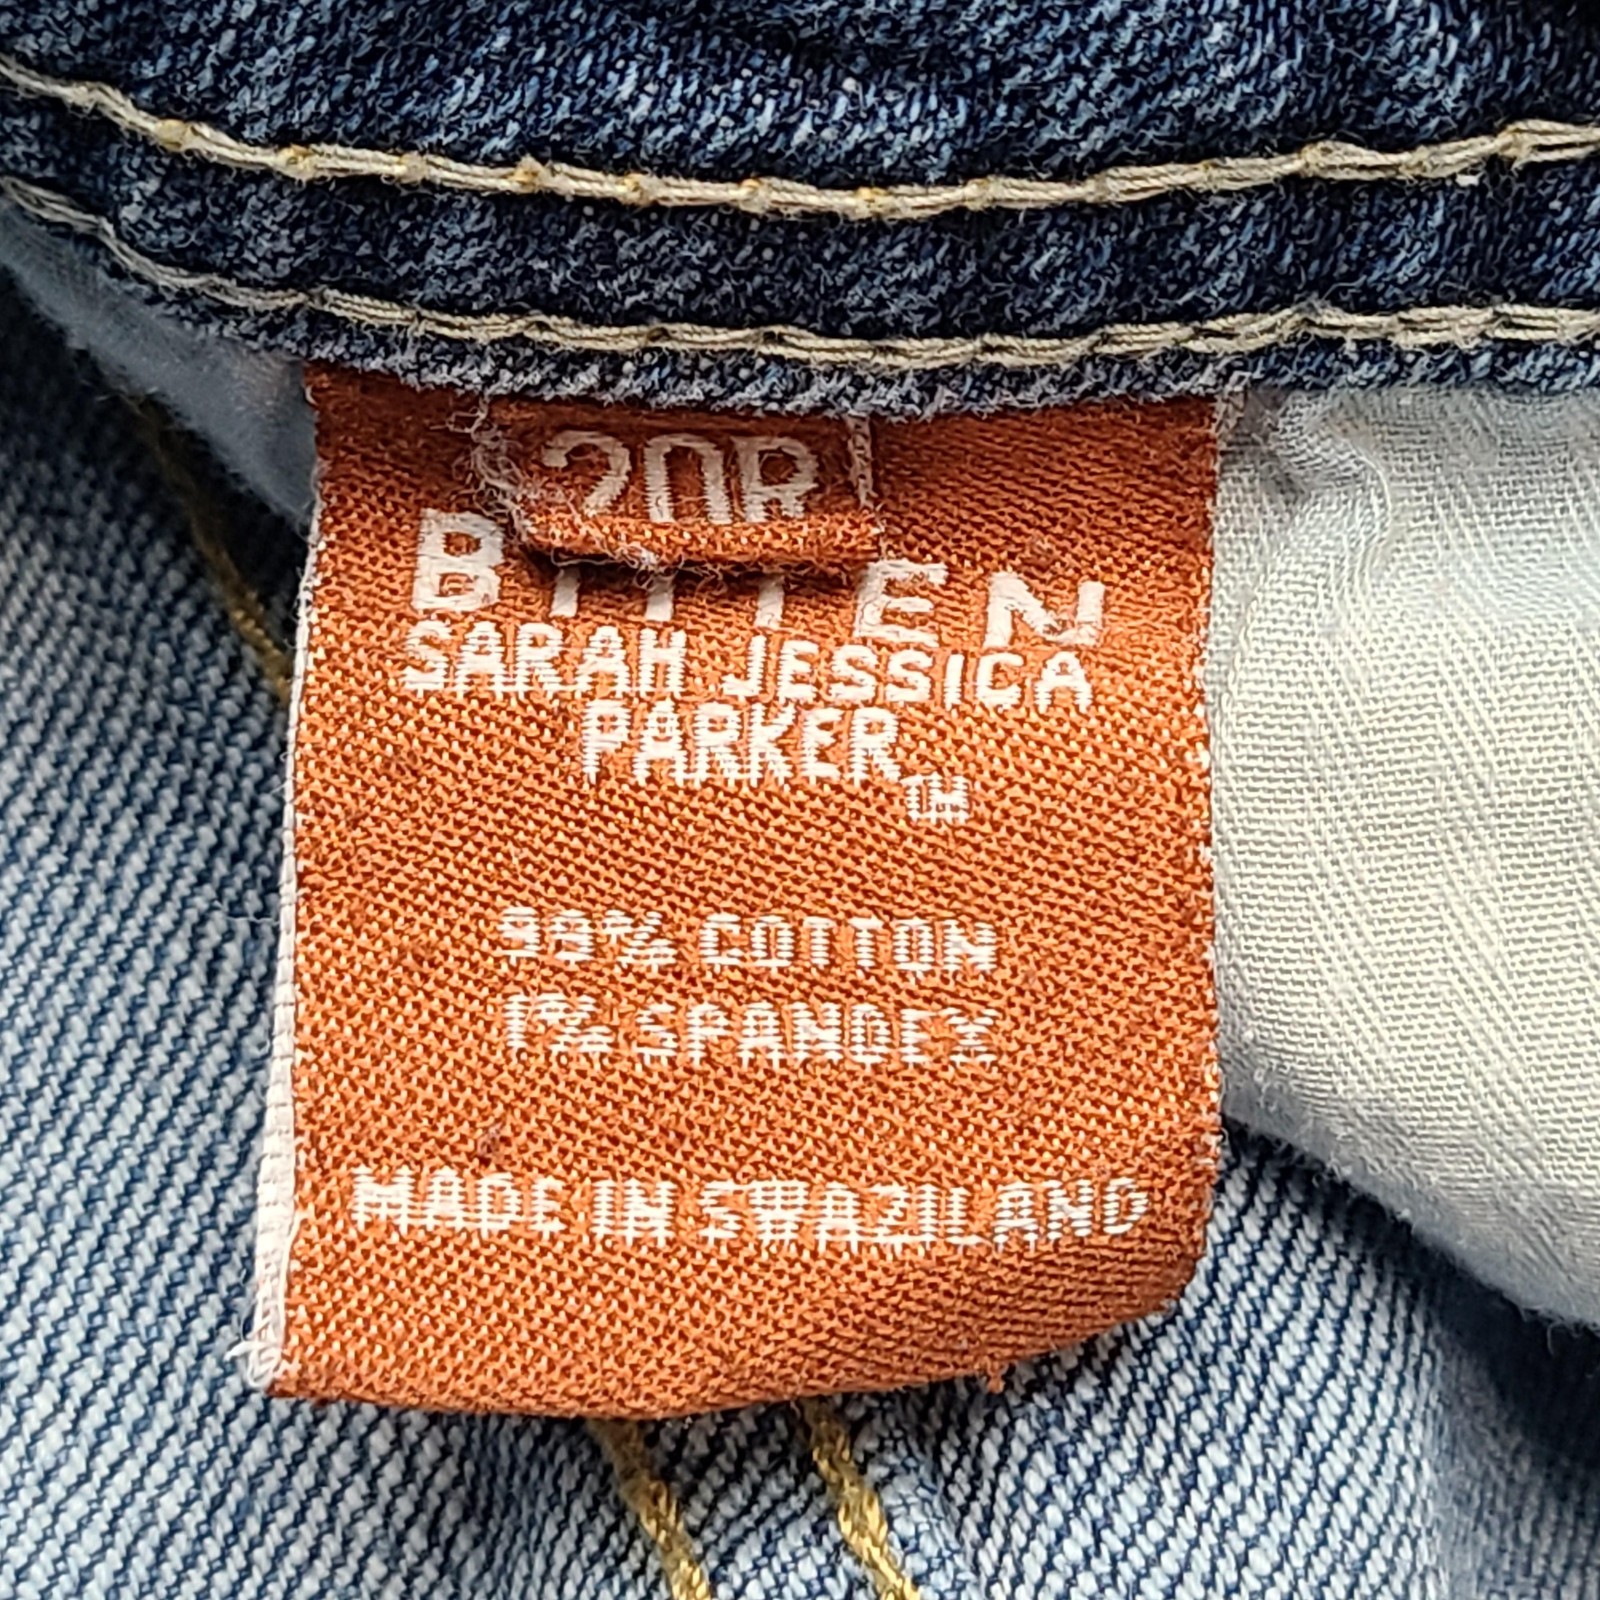 20R
BITTEN
SARAH JESSICA
PARKER
TM
99% COTTON
1% SPANDEX
MADE IN SWAZILAND